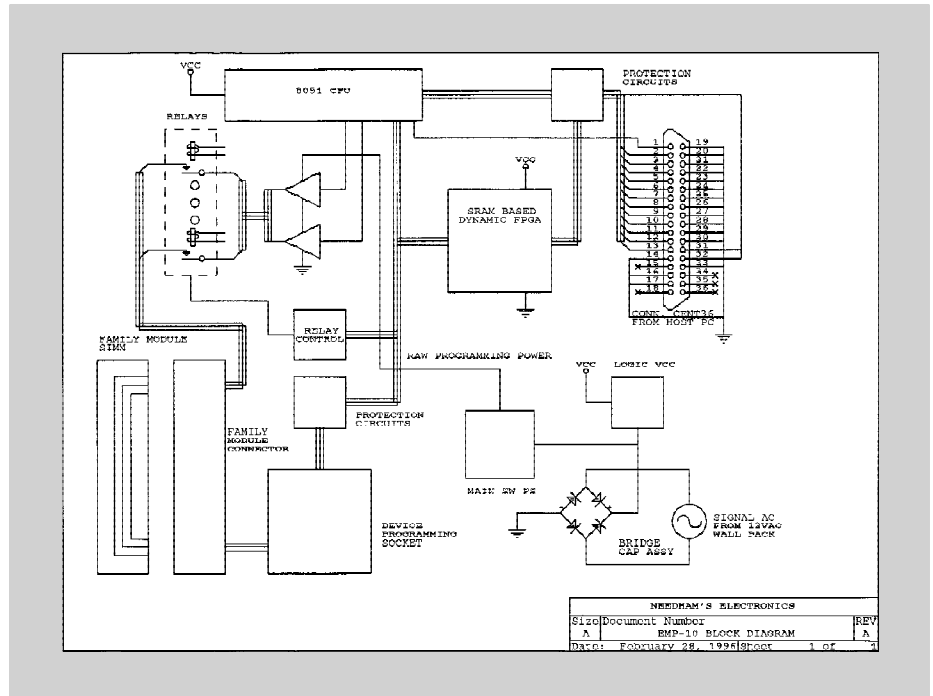 VCC
8051 CPU
PROTECTION
CIRCUITS
RELAYS
VCC
SRAM BASED
DYNAMIC FPGA
1 19
2 20
3 21
4 22
5 23
6 24
7 25
8 26
9 27
10 28
11 29
12 30
13 31
14 32
15 33
16 34
17 35
18 36
CONN CENT36
FROM HOST PC
RELAY
CONTROL
FAMILY MODULE
SIMM
RAW PROGRAMMING POWER
VCC LOGIC VCC
PROTECTION
CIRCUITS
FAMILY
MODULE
CONNECTOR
MAIN SW PS
DEVICE
PROGRAMMING
SOCKET
BRIDGE
CAP ASSY
SIGNAL AC
FROM 12VAC
WALL PACK
NEEDHAM'S ELECTRONICS
Size Document Number REV
A EMP-10 BLOCK DIAGRAM A
Date: February 28, 1996 Sheet 1 of 1